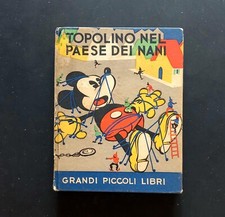 TOPOLINO NEL
PAESE DEI NANI
GRANDI PICCOLI LIBRI